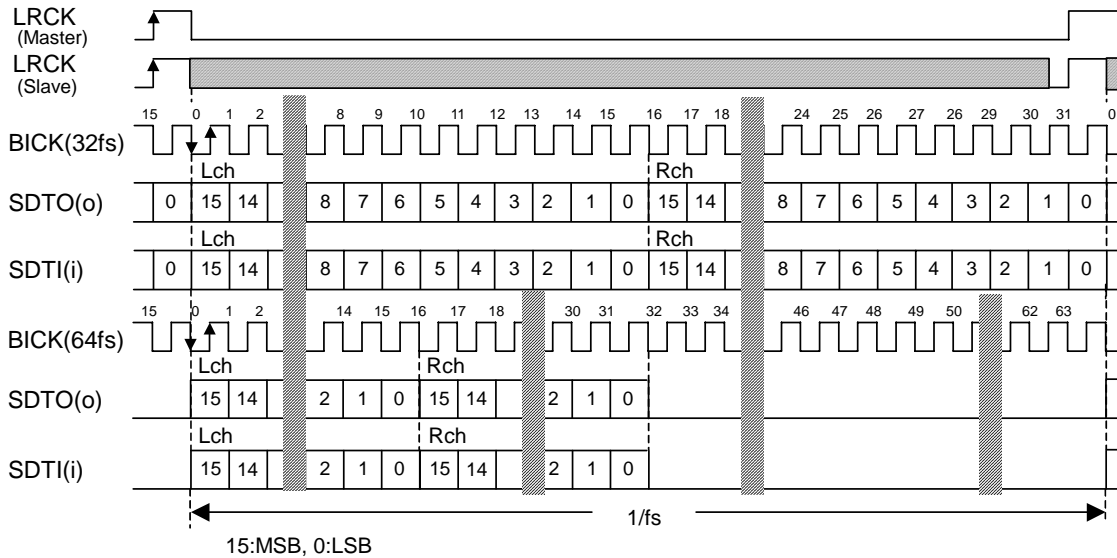 LRCK
(Master)
LRCK
(Slave)
15 0 1 2 8 9 10 11 12 13 14 15 16 17 18 24 25 26 27 26 29 30 31 0
BICK(32fs)
Lch Rch
SDTO(o) 0 15 14 8 7 6 5 4 3 2 1 0 15 14 8 7 6 5 4 3 2 1 0
Lch Rch
SDTI(i) 0 15 14 8 7 6 5 4 3 2 1 0 15 14 8 7 6 5 4 3 2 1 0
15 0 1 2 14 15 16 17 18 30 31 32 33 34 46 47 48 49 50 62 63
BICK(64fs)
Lch Rch
SDTO(o) 15 14 2 1 0 15 14 2 1 0
Lch Rch
SDTI(i) 15 14 2 1 0 15 14 2 1 0
1/fs
15:MSB, 0:LSB